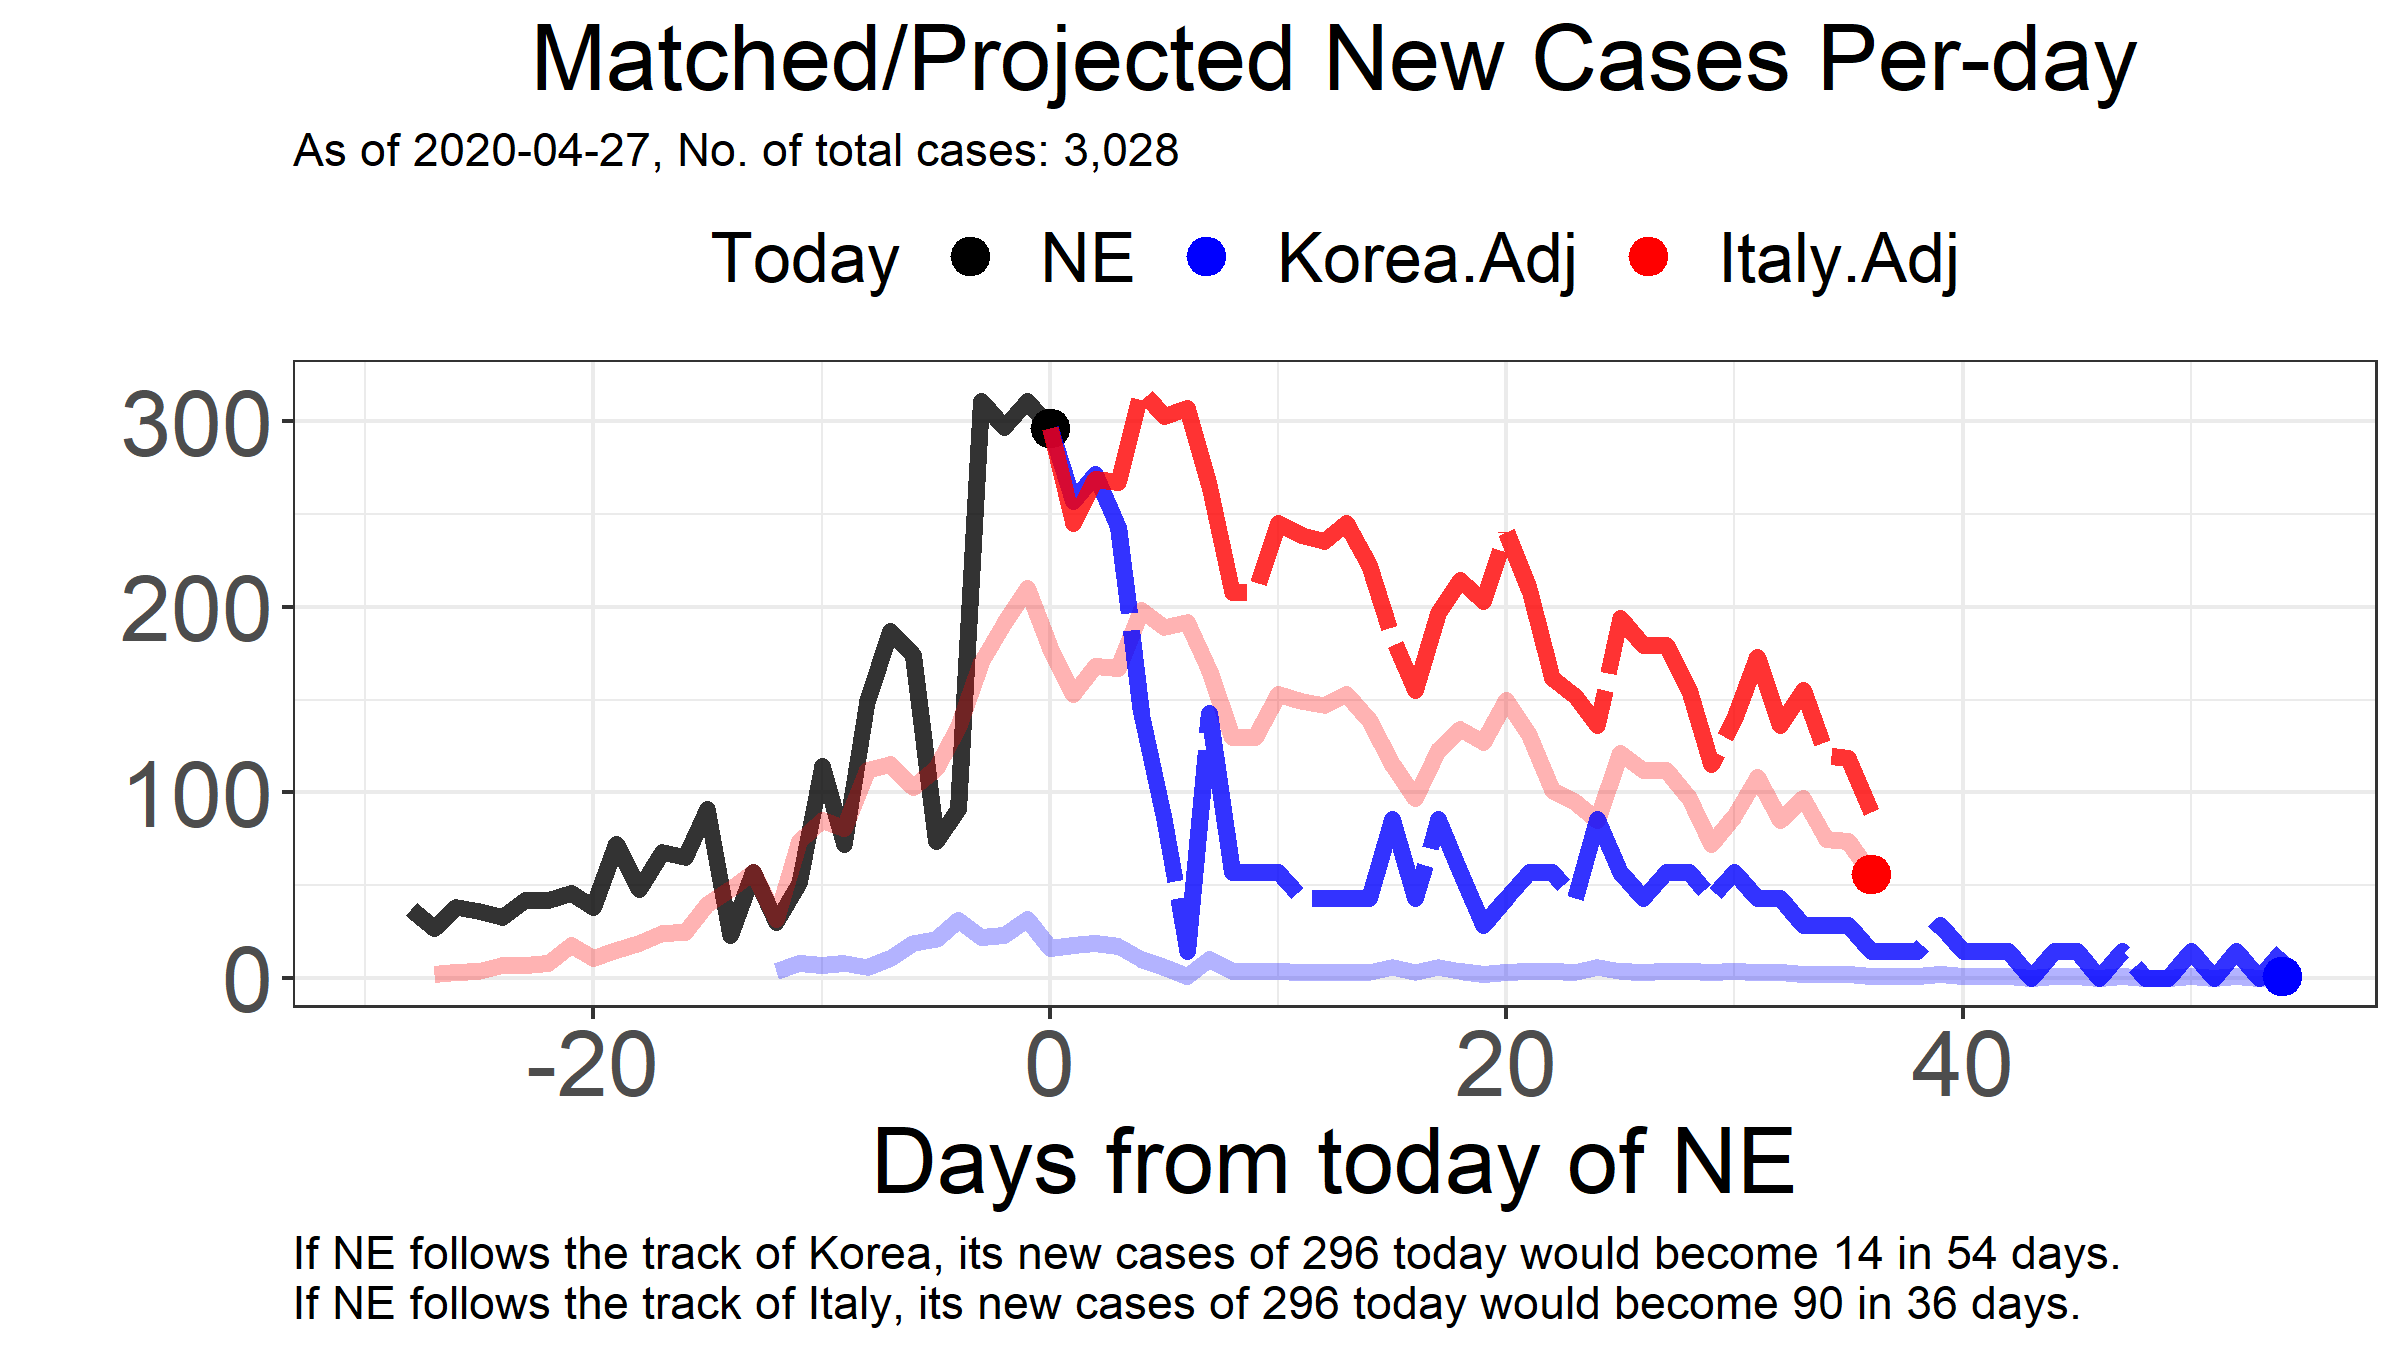 Matched/Projected New Cases Per-day
As of 2020-04-27, No. of total cases: 3,028
Today NE Korea.Adj Italy.Adj
300
200
100
0
-20 0 20 40
Days from today of NE
If NE follows the track of Korea, its new cases of 296 today would become 14 in 54 days.
If NE follows the track of Italy, its new cases of 296 today would become 90 in 36 days.